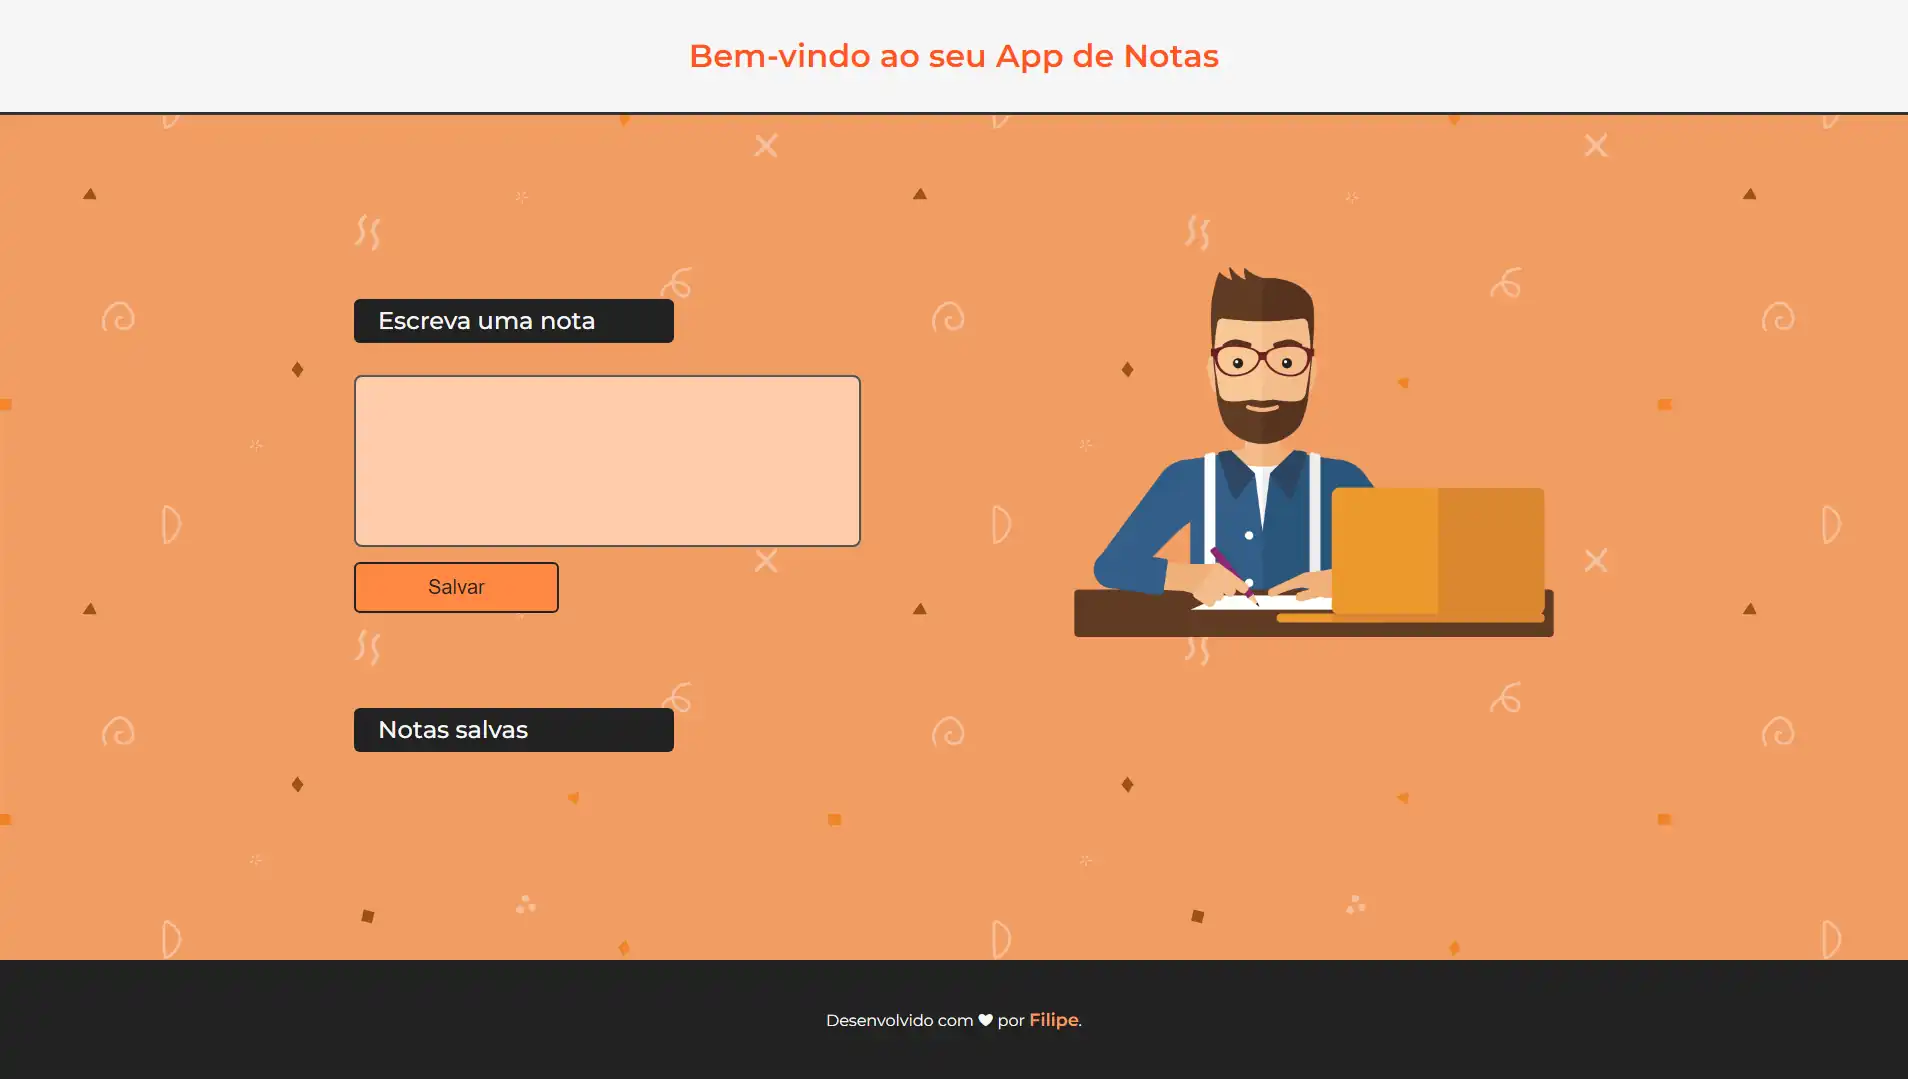 Bem-vindo ao seu App de Notas
Escreva uma nota
Salvar
Notas salvas
Desenvolvido com ♥ por Filipe.